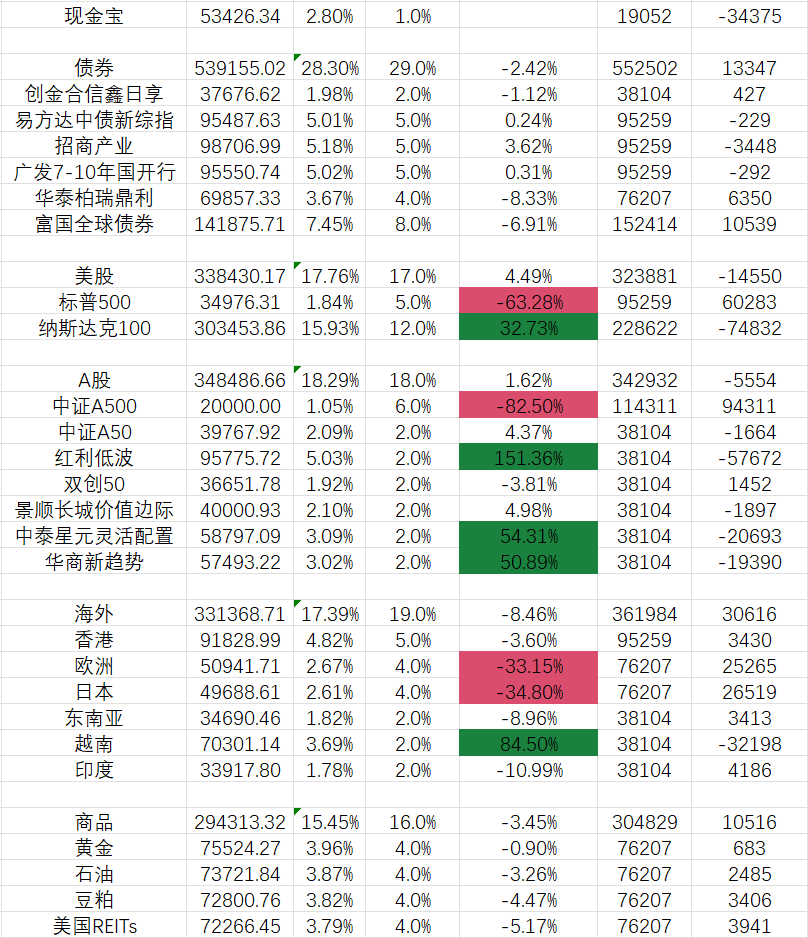 现金宝 53426.34 2.80% 1.0% 19052 -34375
债券 539155.02 28.30% 29.0% -2.42% 552502 13347
创金合信鑫日享 37676.62 1.98% 2.0% -1.12% 38104 427
易方达中债新综指 95487.63 5.01% 5.0% 0.24% 95259 -229
招商产业 98706.99 5.18% 5.0% 3.62% 95259 -3448
广发7-10年国开行 95550.74 5.02% 5.0% 0.31% 95259 -292
华泰柏瑞鼎利 69857.33 3.67% 4.0% -8.33% 76207 6350
富国全球债券 141875.71 7.45% 8.0% -6.91% 152414 10539
美股 338430.17 17.76% 17.0% 4.49% 323881 -14550
标普500 34976.31 1.84% 5.0% -63.28% 95259 60283
纳斯达克100 303453.86 15.93% 12.0% 32.73% 228622 -74832
A股 348486.66 18.29% 18.0% 1.62% 342932 -5554
中证A500 20000.00 1.05% 6.0% -82.50% 114311 94311
中证A50 39767.92 2.09% 2.0% 4.37% 38104 -1664
红利低波 95775.72 5.03% 2.0% 151.36% 38104 -57672
双创50 36651.78 1.92% 2.0% -3.81% 38104 1452
景顺长城价值边际 40000.93 2.10% 2.0% 4.98% 38104 -1897
中泰星元灵活配置 58797.09 3.09% 2.0% 54.31% 38104 -20693
华商新趋势 57493.22 3.02% 2.0% 50.89% 38104 -19390
海外 331368.71 17.39% 19.0% -8.46% 361984 30616
香港 91828.99 4.82% 5.0% -3.60% 95259 3430
欧洲 50941.71 2.67% 4.0% -33.15% 76207 25265
日本 49688.61 2.61% 4.0% -34.80% 76207 26519
东南亚 34690.46 1.82% 2.0% -8.96% 38104 3413
越南 70301.14 3.69% 2.0% 84.50% 38104 -32198
印度 33917.80 1.78% 2.0% -10.99% 38104 4186
商品 294313.32 15.45% 16.0% -3.45% 304829 10516
黄金 75524.27 3.96% 4.0% -0.90% 76207 683
石油 73721.84 3.87% 4.0% -3.26% 76207 2485
豆粕 72800.76 3.82% 4.0% -4.47% 76207 3406
美国REITs 72266.45 3.79% 4.0% -5.17% 76207 3941